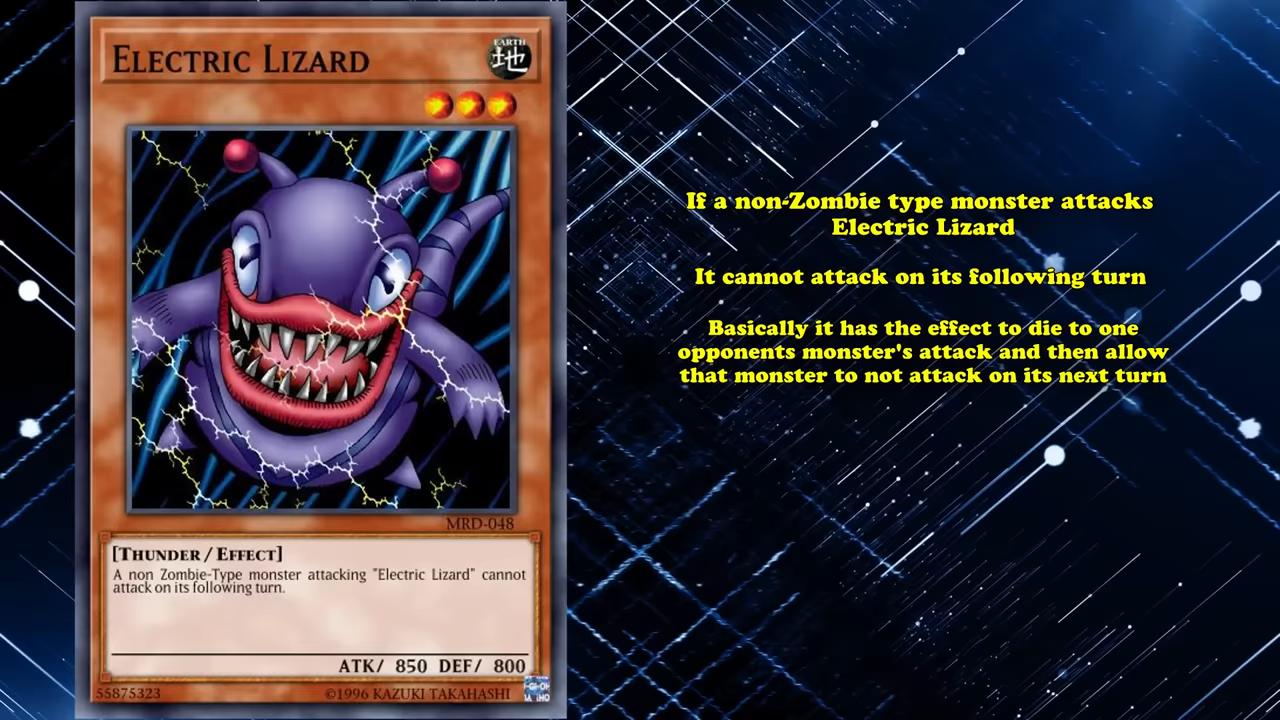 ELECTRIC LIZARD
EARTH
地
MRD-048
[THUNDER / EFFECT]
A non Zombie-Type monster attacking "Electric Lizard" cannot
attack on its following turn.
ATK/ 850 DEF/ 800
55875323
©1996 KAZUKI TAKAHASHI
If a non-Zombie type monster attacks
Electric Lizard
It cannot attack on its following turn
Basically it has the effect to die to one
opponents monster's attack and then allow
that monster to not attack on its next turn